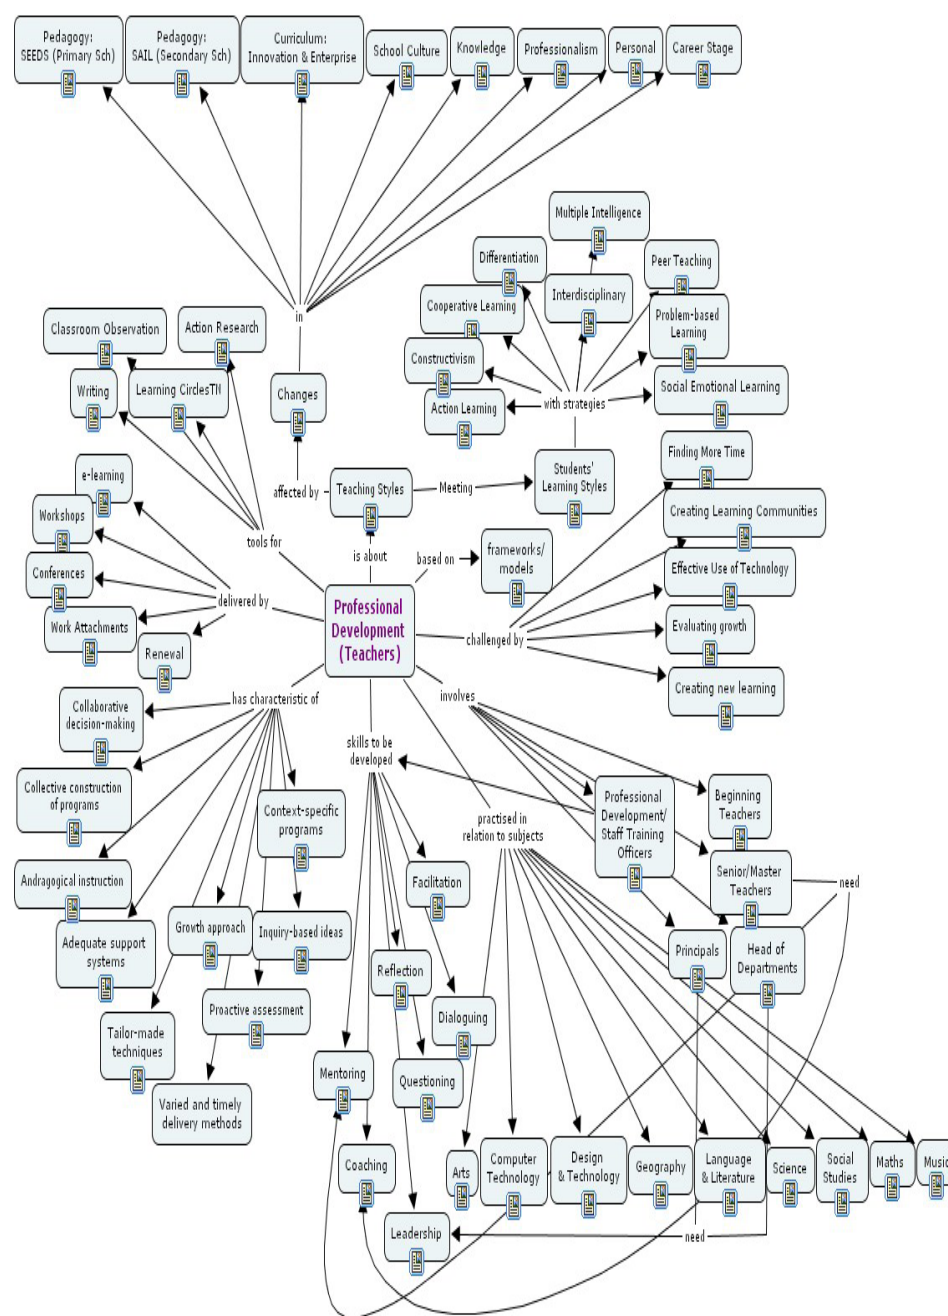 Pedagogy:
SEEDS (Primary Sch)
Pedagogy:
SAIL (Secondary Sch)
Curriculum:
Innovation & Enterprise
School Culture
Knowledge
Professionalism
Personal
Career Stage
in
Changes
affected by
Teaching Styles
Meeting
Students'
Learning Styles
with strategies
Multiple Intelligence
Differentiation
Interdisciplinary
Peer Teaching
Cooperative Learning
Problem-based
Learning
Constructivism
Social Emotional Learning
Action Learning
Classroom Observation
Action Research
Writing
Learning CirclesTN
tools for
e-learning
Workshops
Conferences
Work Attachments
Renewal
delivered by
is about
based on
frameworks/
models
Professional
Development
(Teachers)
challenged by
Finding More Time
Creating Learning Communities
Effective Use of Technology
Evaluating growth
Creating new learning
has characteristic of
Collaborative
decision-making
Collective construction
of programs
Andragogical instruction
Adequate support
systems
Tailor-made
techniques
Varied and timely
delivery methods
Growth approach
Proactive assessment
Inquiry-based ideas
Context-specific
programs
skills to be
developed
Facilitation
Reflection
Dialoguing
Questioning
Mentoring
Coaching
Leadership
involves
Professional
Development/
Staff Training
Officers
Beginning
Teachers
Senior/Master
Teachers
need
Principals
Head of
Departments
practised in
relation to subjects
Arts
Computer
Technology
Design
& Technology
Geography
Language
& Literature
Science
Social
Studies
Maths
Music
need